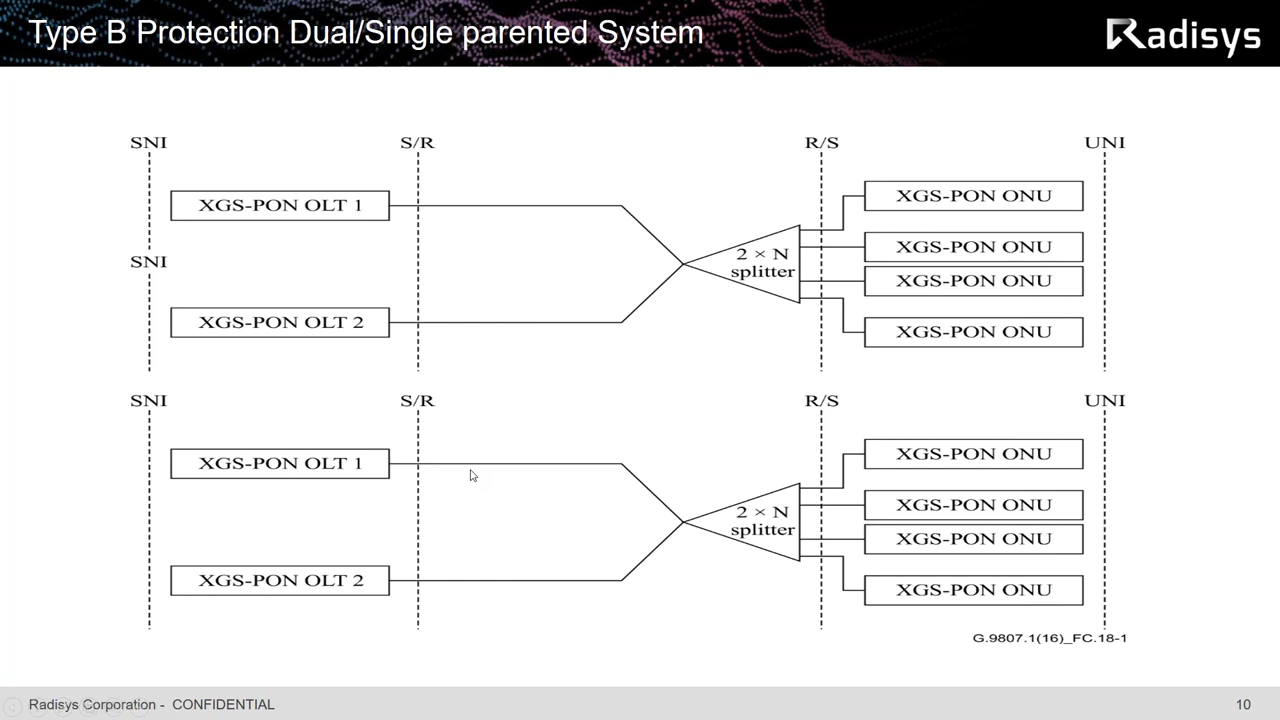 Type B Protection Dual/Single parented System
Radisys
SNI
S/R
R/S
UNI
XGS-PON OLT 1
XGS-PON ONU
XGS-PON ONU
2 × N
splitter
SNI
XGS-PON ONU
XGS-PON OLT 2
XGS-PON ONU
SNI
S/R
R/S
UNI
XGS-PON OLT 1
XGS-PON ONU
XGS-PON ONU
2 × N
splitter
XGS-PON ONU
XGS-PON OLT 2
XGS-PON ONU
G.9807.1(16)_FC.18-1
Radisys Corporation - CONFIDENTIAL
10